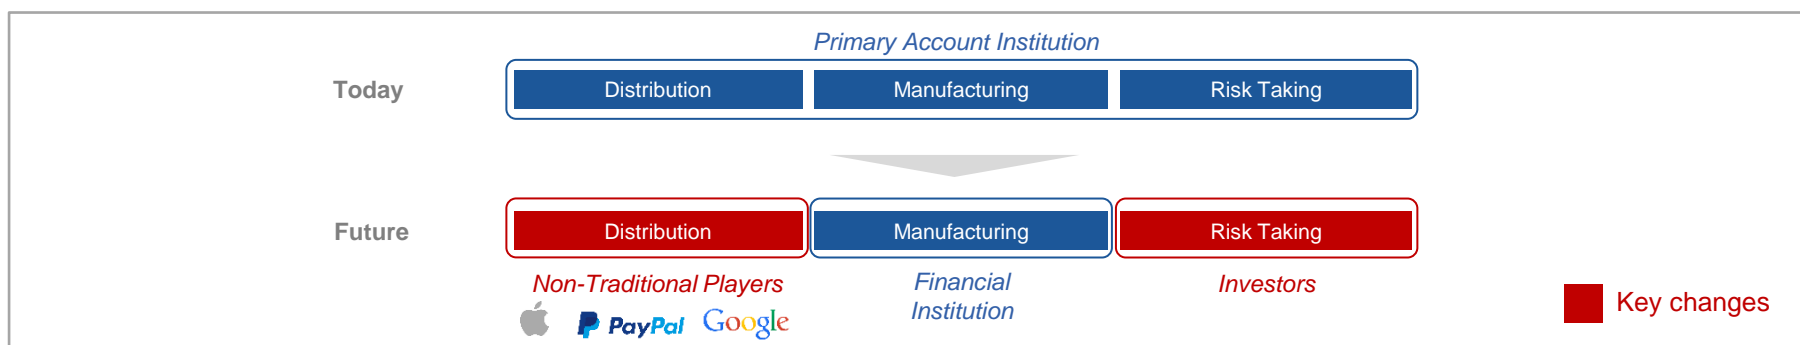 Primary Account Institution
Today
Distribution
Manufacturing
Risk Taking
Future
Distribution
Manufacturing
Risk Taking
Non-Traditional Players
Financial
Institution
Investors
PayPal
Google
Key changes